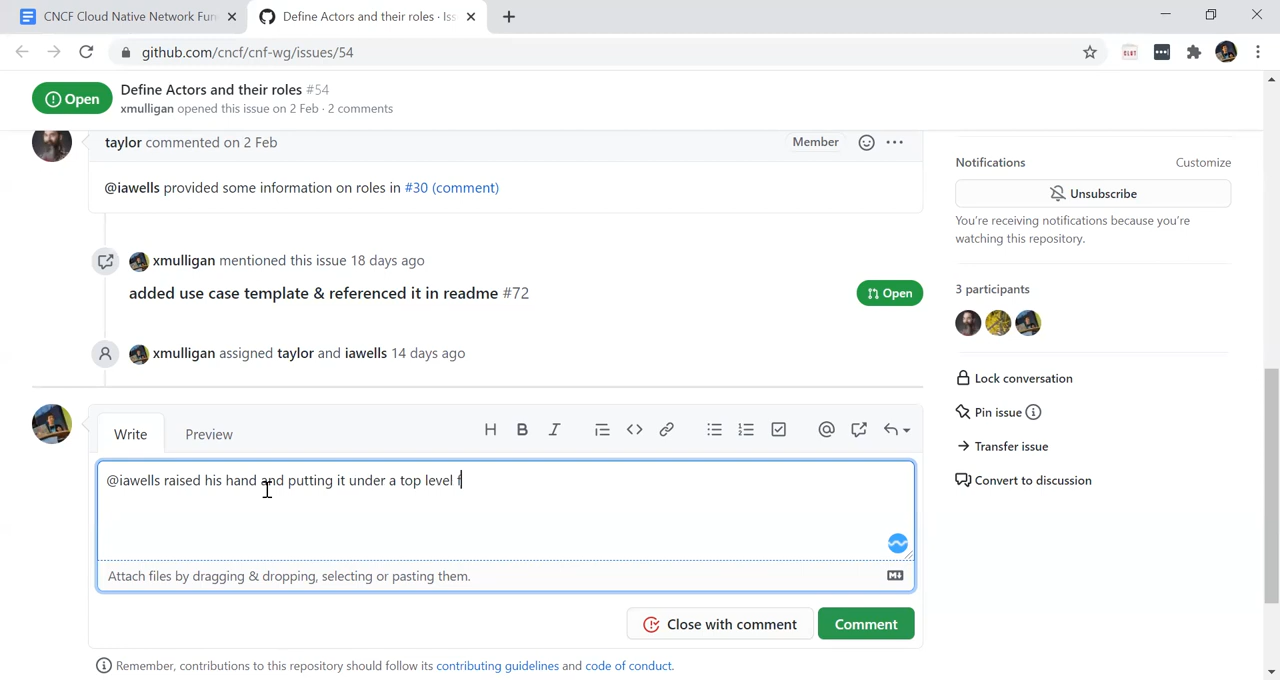 CNCF Cloud Native Network Fun
Define Actors and their roles · Iss
github.com/cncf/cnf-wg/issues/54
Open
Define Actors and their roles #54
xmulligan opened this issue on 2 Feb · 2 comments
taylor commented on 2 Feb
Member
@iawells provided some information on roles in #30 (comment)
xmulligan mentioned this issue 18 days ago
added use case template & referenced it in readme #72
Open
xmulligan assigned taylor and iawells 14 days ago
Write
Preview
@iawells raised his hand and putting it under a top level f
Attach files by dragging & dropping, selecting or pasting them.
Close with comment
Comment
Remember, contributions to this repository should follow its contributing guidelines and code of conduct.
Notifications
Customize
Unsubscribe
You're receiving notifications because you're
watching this repository.
3 participants
Lock conversation
Pin issue
Transfer issue
Convert to discussion